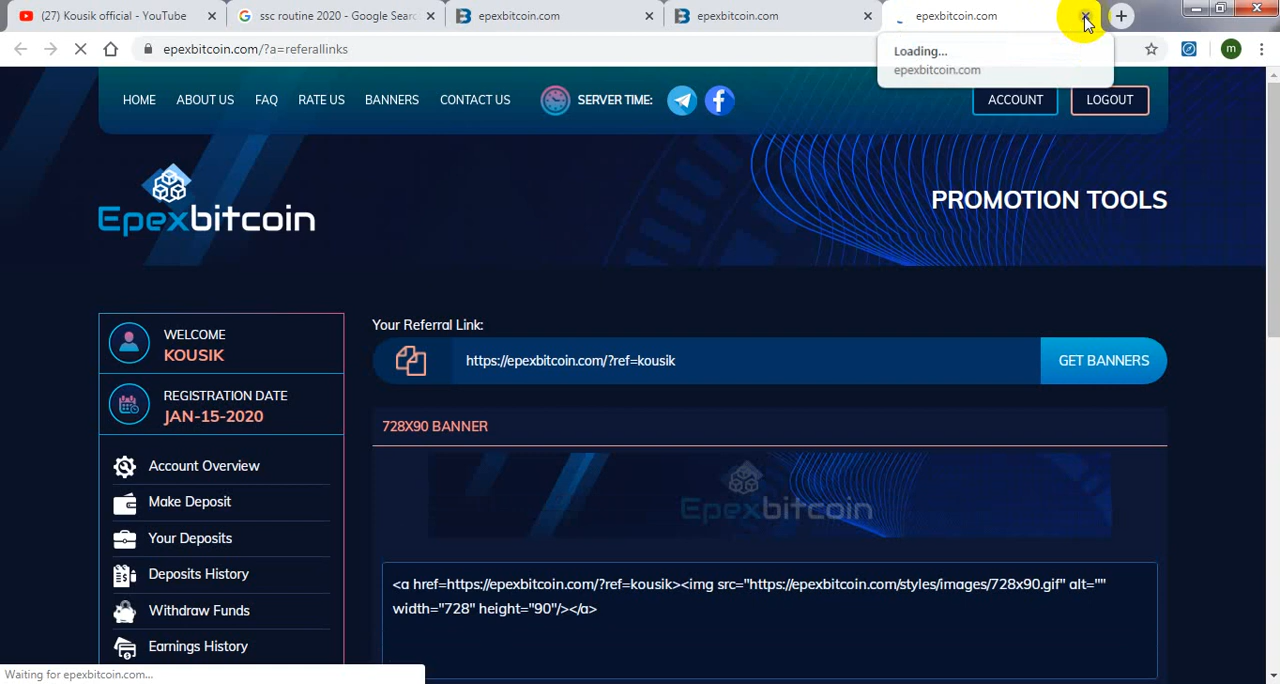 (27) Kousik official - YouTube
ssc routine 2020 - Google Sear
epexbitcoin.com
epexbitcoin.com
epexbitcoin.com
epexbitcoin.com/?a=referallinks
m
Loading...
epexbitcoin.com
HOME ABOUT US FAQ RATE US BANNERS CONTACT US SERVER TIME: ACCOUNT LOGOUT
Epexbitcoin
PROMOTION TOOLS
WELCOME
KOUSIK
REGISTRATION DATE
JAN-15-2020
Account Overview
Make Deposit
Your Deposits
Deposits History
Withdraw Funds
Earnings History
Your Referral Link:
https://epexbitcoin.com/?ref=kousik GET BANNERS
728X90 BANNER
Epexbitcoin
<a href=https://epexbitcoin.com/?ref=kousik><img src="https://epexbitcoin.com/styles/images/728x90.gif" alt=""
width="728" height="90"/></a>
Waiting for epexbitcoin.com...